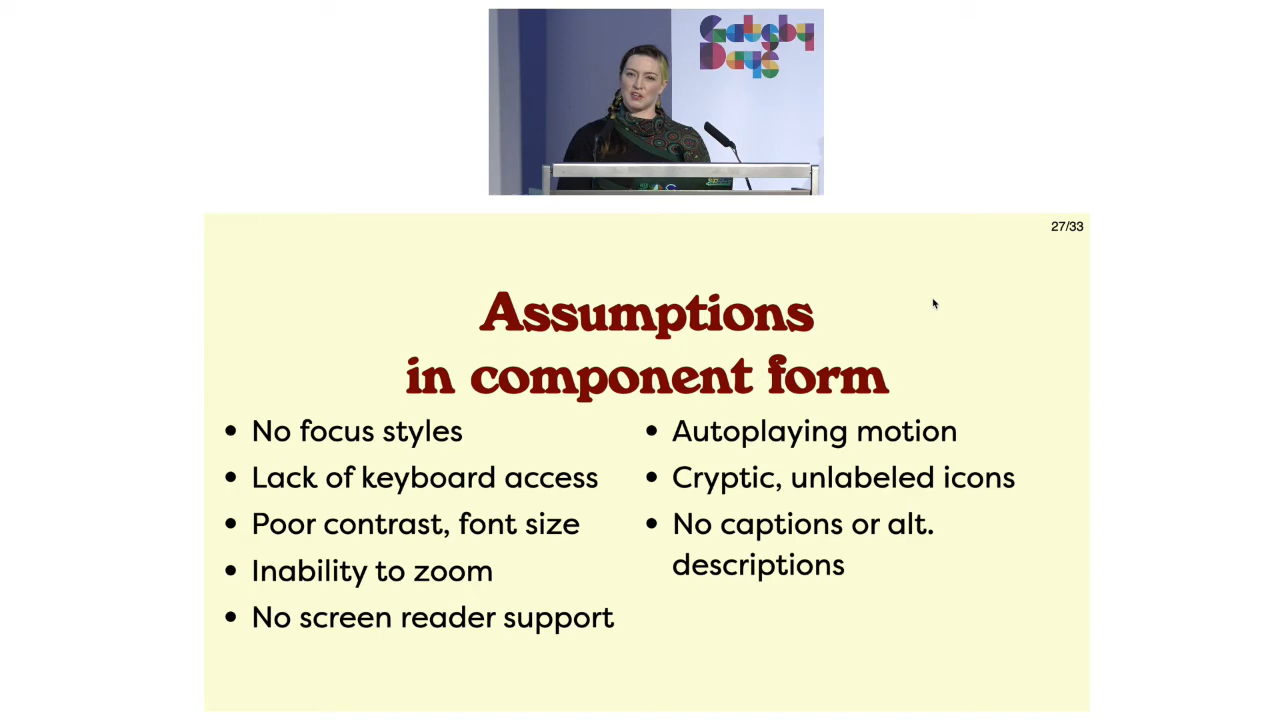 Gatsby
Days
27/33
Assumptions
in component form
No focus styles
Lack of keyboard access
Poor contrast, font size
Inability to zoom
No screen reader support
Autoplaying motion
Cryptic, unlabeled icons
No captions or alt.
descriptions